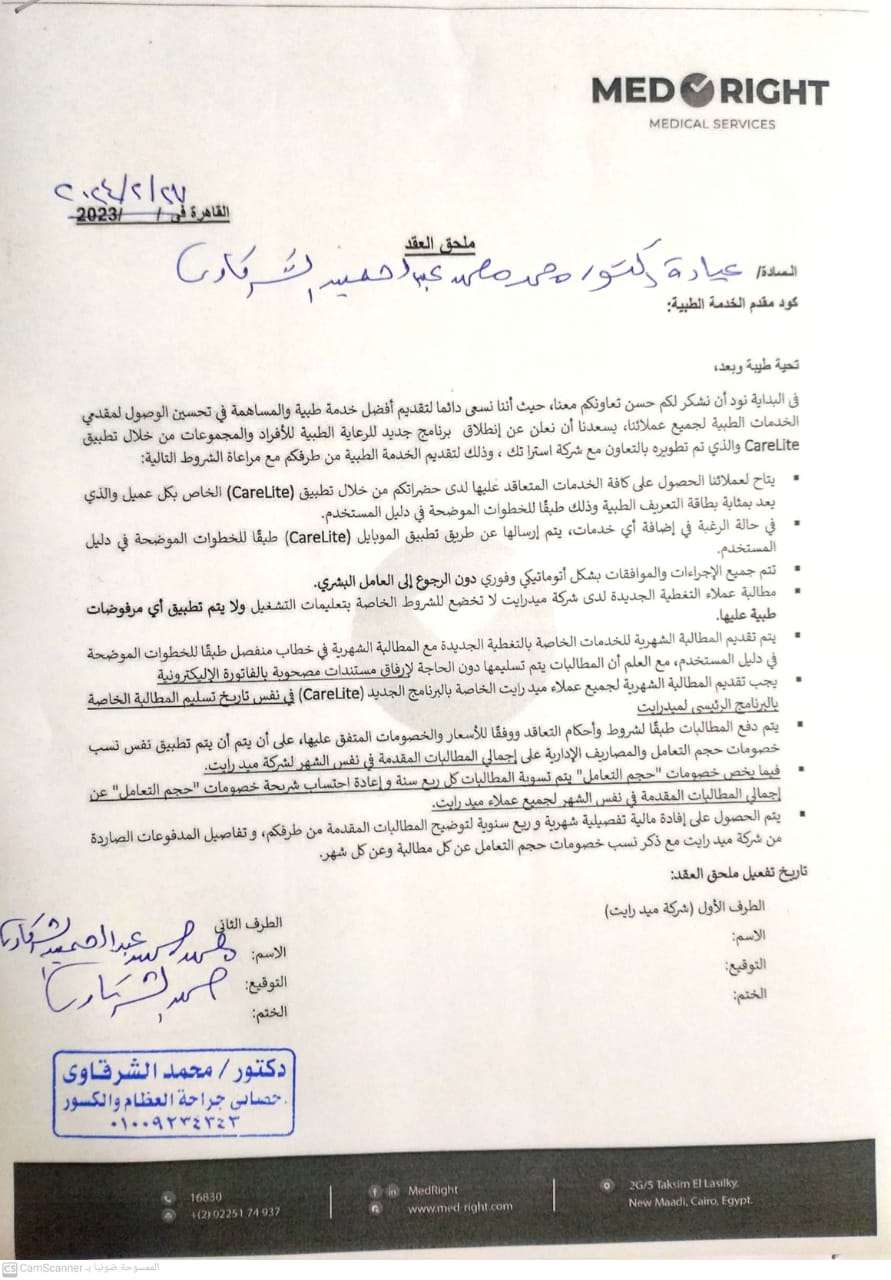 MED RIGHT
MEDICAL SERVICES
٢٠٢٤/٢/٢٧
القاهرة في / /2023
ملحق العقد
السادة/ عيادة دكتور محمد محمد عبدالحميد الشرقاوى
كود مقدم الخدمة الطبية:
تحية طيبة وبعد،
فى البداية نود أن نشكر لكم حسن تعاونكم معنا، حيث أننا نسعى دائما لتقديم أفضل خدمة طبية والمساهمة في تحسين الوصول لمقدمي
الخدمات الطبية لجميع عملائنا، يسعدنا أن نعلن عن إنطلاق برنامج جديد للرعاية الطبية للأفراد والمجموعات من خلال تطبيق
CareLite والذي تم تطويره بالتعاون مع شركة استرا تك ، وذلك لتقديم الخدمة الطبية من طرفكم مع مراعاة الشروط التالية:
▪ يتاح لعملائنا الحصول على كافة الخدمات المتعاقد عليها لدى حضراتكم من خلال تطبيق (CareLite) الخاص بكل عميل والذي
يعد بمثابة بطاقة التعريف الطبية وذلك طبقًا للخطوات الموضحة في دليل المستخدم.
▪ في حالة الرغبة في إضافة أي خدمات، يتم إرسالها عن طريق تطبيق الموبايل (CareLite) طبقًا للخطوات الموضحة في دليل
المستخدم.
▪ تتم جميع الإجراءات والموافقات بشكل أتوماتيكي وفوري دون الرجوع إلى العامل البشري.
▪ مطالبة عملاء التغطية الجديدة لدى شركة ميدرايت لا تخضع للشروط الخاصة بتعليمات التشغيل ولا يتم تطبيق أي مرفوضات
طبية عليها.
▪ يتم تقديم المطالبة الشهرية للخدمات الخاصة بالتغطية الجديدة مع المطالبة الشهرية في خطاب منفصل طبقًا للخطوات الموضحة
في دليل المستخدم، مع العلم أن المطالبات يتم تسليمها دون الحاجة لإرفاق مستندات مصحوبة بالفاتورة الإليكترونية
▪ يجب تقديم المطالبة الشهرية لجميع عملاء ميد رايت الخاصة بالبرنامج الجديد (CareLite) في نفس تاريخ تسليم المطالبة الخاصة
بالبرنامج الرئيسى لميدرايت
▪ يتم دفع المطالبات طبقًا لشروط وأحكام التعاقد ووفقًا للأسعار والخصومات المتفق عليها، على أن يتم أن يتم تطبيق نفس نسب
خصومات حجم التعامل والمصاريف الإدارية على إجمالي المطالبات المقدمة في نفس الشهر لشركة ميد رايت.
▪ فيما يخص خصومات "حجم التعامل" يتم تسوية المطالبات كل ربع سنة و إعادة احتساب شريحة خصومات "حجم التعامل" عن
إجمالي المطالبات المقدمة في نفس الشهر لجميع عملاء ميد رايت.
▪ يتم الحصول على إفادة مالية تفصيلية شهرية و ربع سنوية لتوضيح المطالبات المقدمة من طرفكم، و تفاصيل المدفوعات الصاردة
من شركة ميد رايت مع ذكر نسب خصومات حجم التعامل عن كل مطالبة وعن كل شهر.
تاريخ تفعيل ملحق العقد:
الطرف الأول (شركة ميد رايت)
الاسم:
التوقيع:
الختم:
الطرف الثاني
الاسم: محمد محمد عبدالحميد الشرقاوى
التوقيع: محمد الشرقاوى
الختم:
دكتور / محمد الشرقاوى
خصائى جراحة العظام والكسور
٠١٠٠٩٢٣٤٣٤٣
16830
+(2) 02251 74 937
MedRight
www.med-right.com
2G/5 Taksim El Lasilky,
New Maadi, Cairo, Egypt.
CS CamScanner الممسوحة ضوئيا بـ